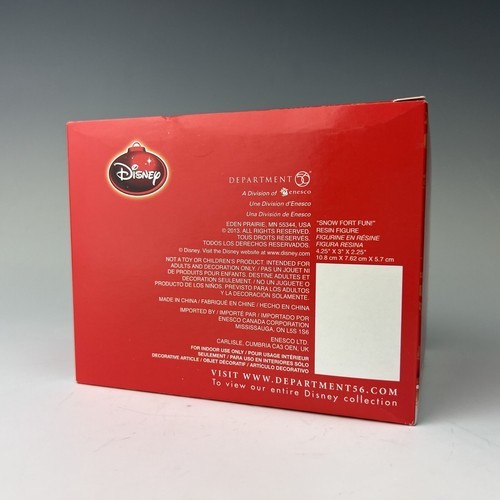 Disney
DEPARTMENT 56
A Division of enesco
Une Division d'Enesco
Una División de Enesco
EDEN PRAIRIE, MN 55344, USA
© 2013. ALL RIGHTS RESERVED.
TOUS DROITS RÉSERVÉS.
TODOS LOS DERECHOS RESERVADOS.
© Disney. Visit the Disney website at www.disney.com
"SNOW FORT FUN!"
RESIN FIGURE
FIGURINE EN RÉSINE
FIGURA RESINA
4.25" X 3" X 2.25"
10.8 cm X 7.62 cm X 5.7 cm
NOT A TOY OR CHILDREN'S PRODUCT. INTENDED FOR
ADULTS AND DECORATION ONLY. / PAS UN JOUET NI
DE PRODUIT POUR ENFANTS. DESTINE ADULTES ET
DECORATION SEULEMENT. / NO UN JUGUETE O
PRODUCTO DE LOS NIÑOS. PREVISTO PARA LOS ADULTOS
Y LA DECORACIÓN SOLAMENTE.
MADE IN CHINA / FABRIQUÉ EN CHINE / HECHO EN CHINA
IMPORTED BY / IMPORTÉ PAR / IMPORTADO POR
ENESCO CANADA CORPORATION
MISSISSAUGA, ON L5S 1S6
ENESCO LTD.
CARLISLE, CUMBRIA CA3 0EN, UK
FOR INDOOR USE ONLY / POUR USAGE INTÉRIEUR
SEULEMENT / PARA USO EN INTERIORES SÓLO
DECORATIVE ARTICLE / OBJET DÉCORATIF / ARTÍCULO DECORATIVO
VISIT WWW.DEPARTMENT56.COM
To view our entire Disney collection